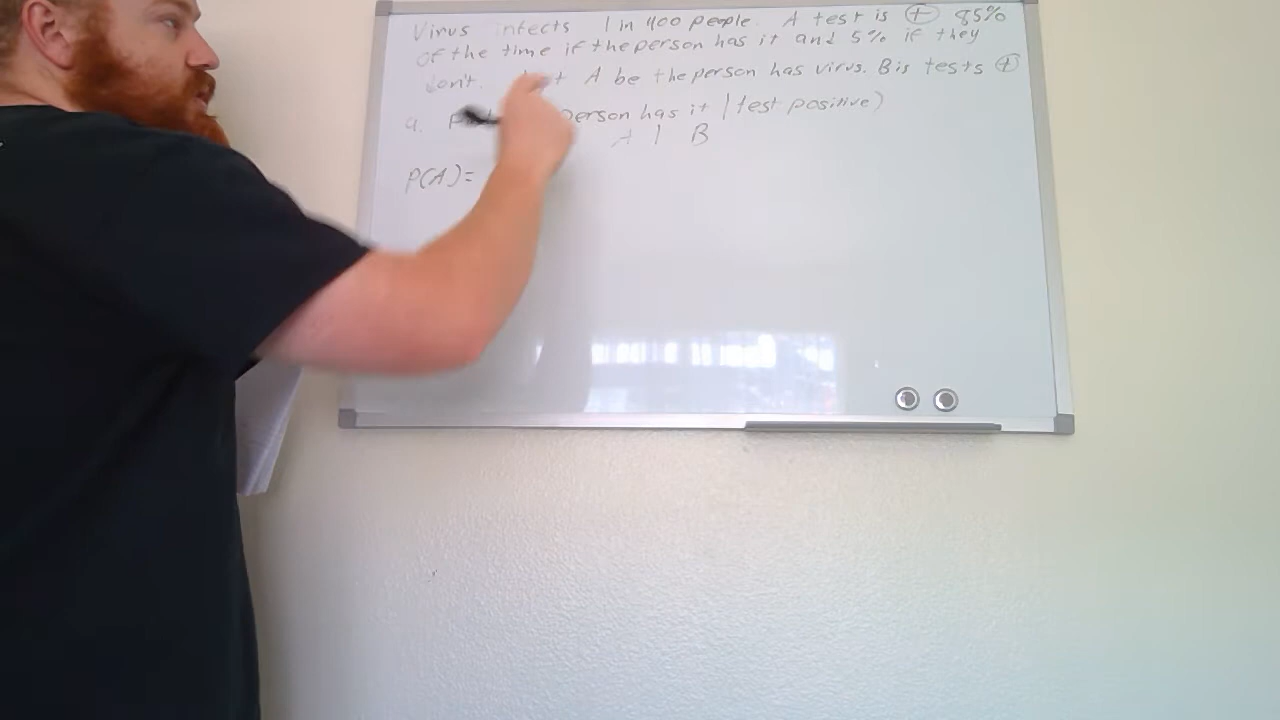 Virus infects 1 in 400 people. A test is ⊕ 85%
of the time if the person has it and 5% if they
don't. A be the person has virus. B is tests ⊕
a. person has it | test positive)
A | B
P(A)=